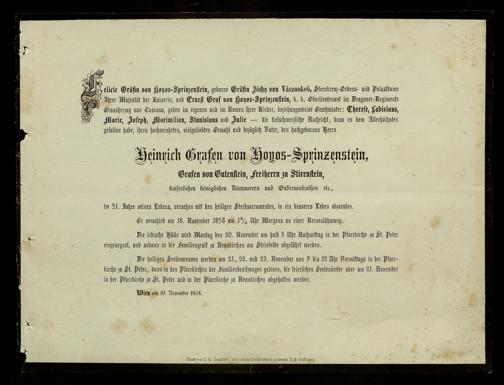 Felicie Gräfin von Hoyos-Sprinzenstein, geborne Gräfin Zichy von Vászonkeö, Sternkreuz-Ordens- und Palastdame
Ihrer Majestät der Kaiserin, und Ernest Graf von Hoyos-Sprinzenstein, k. k. Oberlieutenant im Dragoner-Regimente
Grossherzog von Toscana, geben im eigenen und im Namen ihrer Kinder, beziehungsweise Geschwister: Therese, Ladislaus,
Marie, Joseph, Maximilian, Stanislaus und Julie — die tiefschmerzliche Nachricht, dass es dem Allerhöchsten
gefallen habe, ihren hochverehrten, vielgeliebten Gemahl und bezüglich Vater, den hochgebornen Herrn
Heinrich Grafen von Hoyos-Sprinzenstein,
Grafen von Gutenstein, Freiherrn zu Stixenstein,
kaiserlichen königlichen Kämmerers und Gubernialrathes etc.,
im 51. Jahre seines Lebens, versehen mit den heiligen Sterbsacramenten, in ein besseres Leben abzurufen.
Es verschied am 18. November 1854 um Uhr Morgens an einer
Die irdische Hülle wird Montag den 20. November um halb 3 Uhr Nachmittag in der Pfarrkirche zu St. Peter
eingesegnet, und sodann in die Familiengruft zu Neunkirchen am Steinfelde abgeführt werden.
Die heiligen Seelenmessen werden am 21., 22. und 23. November von 9 bis 12 Uhr Vormittags in der Pfarr-
kirche zu St. Peter, dann in den Pfarrkirchen der Familienbesitzungen gelesen, die feierlichen Seelenämter aber am 21. November
in der Pfarrkirche zu St. Peter und in der Pfarrkirche zu Neunkirchen abgehalten werden.
Wien am 19. November 1854.